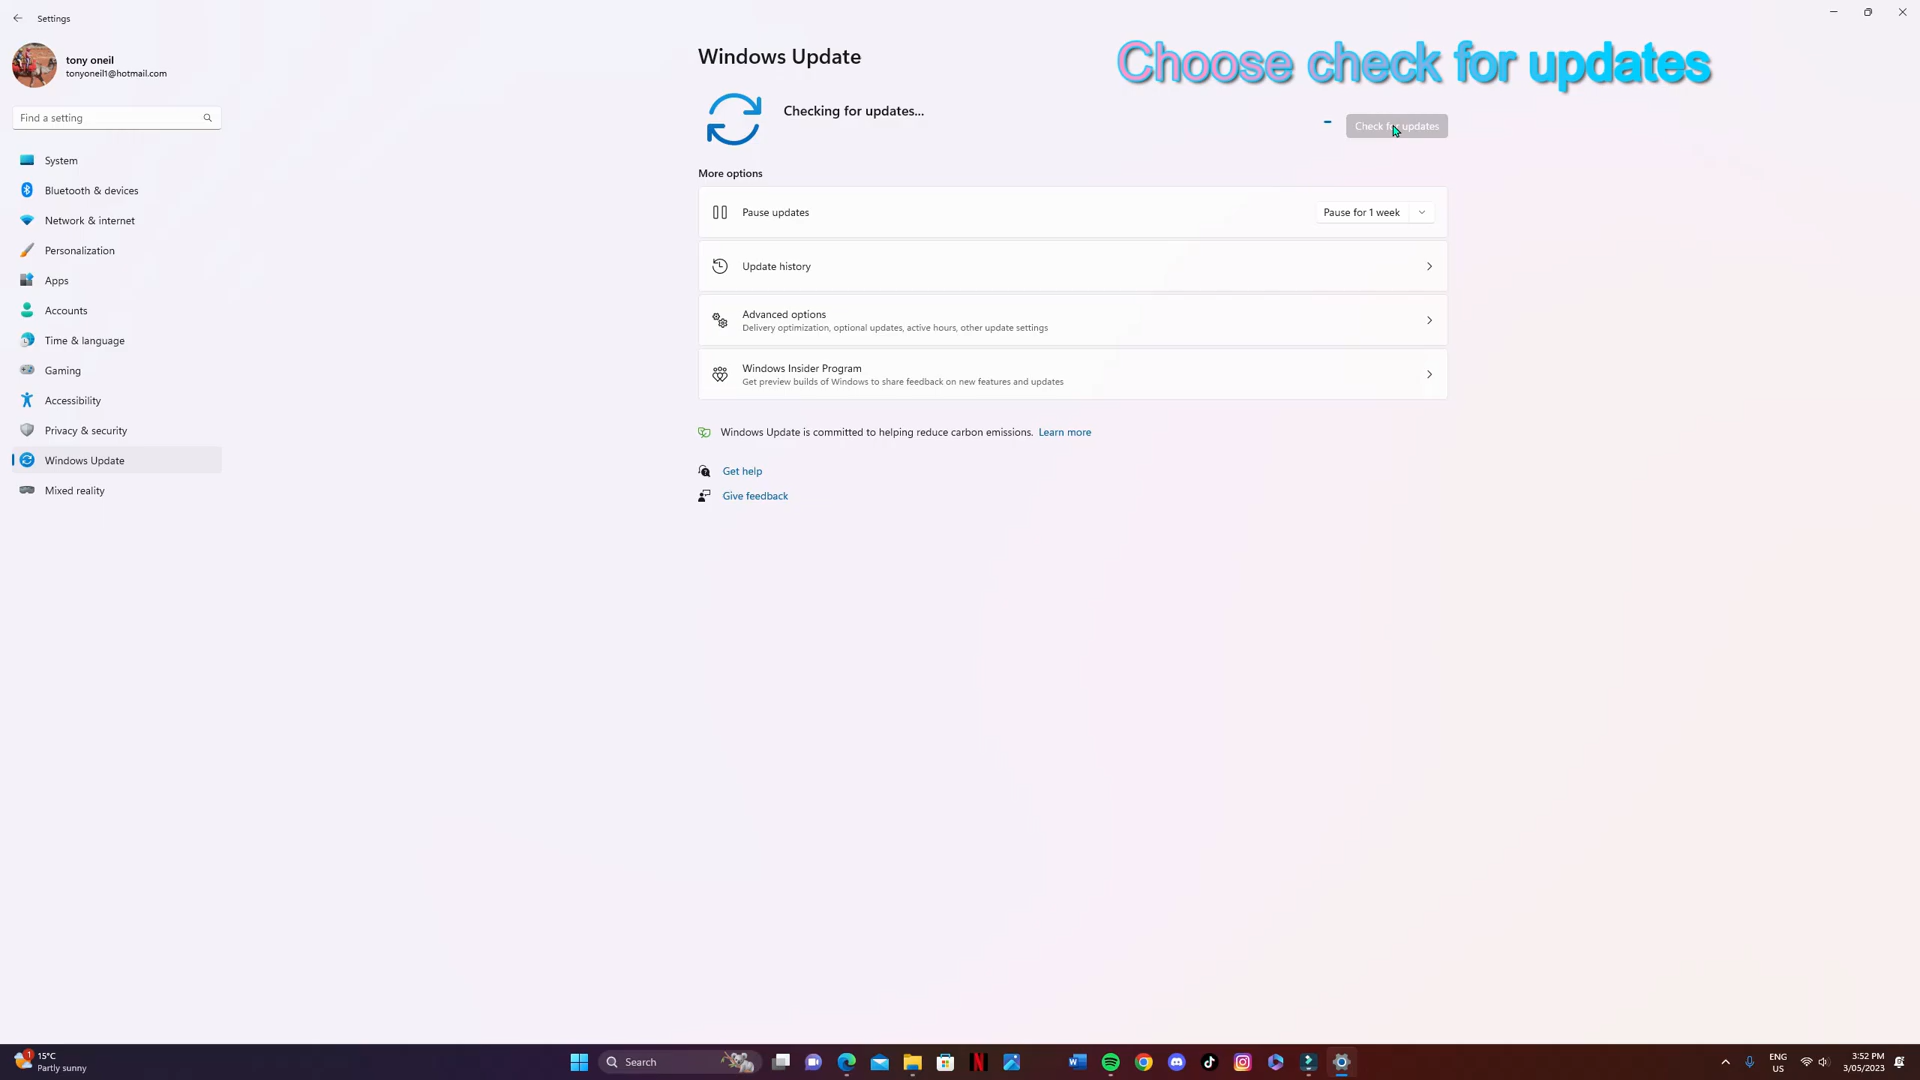 Settings
tony oneil
tonyoneil1@hotmail.com
Find a setting
System
Bluetooth & devices
Network & internet
Personalization
Apps
Accounts
Time & language
Gaming
Accessibility
Privacy & security
Windows Update
Mixed reality
Windows Update
Choose check for updates
Checking for updates...
Check for updates
More options
Pause updates
Pause for 1 week
Update history
Advanced options
Delivery optimization, optional updates, active hours, other update settings
Windows Insider Program
Get preview builds of Windows to share feedback on new features and updates
Windows Update is committed to helping reduce carbon emissions. Learn more
Get help
Give feedback
1
15°C
Partly sunny
Search
ENG
US
3:52 PM
3/05/2023